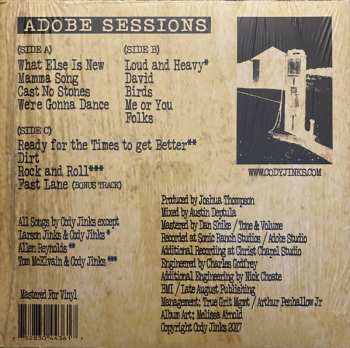 ADOBE SESSIONS
(SIDE A)
What Else Is New
Mamma Song
Cast No Stones
We're Gonna Dance
(SIDE B)
Loud and Heavy*
David
Birds
Me or You
Folks
(SIDE C)
Ready for the Times to get Better**
Dirt
Rock and Roll***
Fast Lane (BONUS TRACK)
WWW.CODYJINKS.COM
All Songs by Cody Jinks except
Larson Jinks & Cody Jinks *
Allen Reynolds **
Tom McElvain & Cody Jinks ***
Mastered For Vinyl
Produced by Joshua Thompson
Mixed by Austin Deptula
Mastered by Dan Shike / Tone & Volume
Recorded at Sonic Ranch Studios / Adobe Studio
Additional Recording at Christ Chapel Studio
Engineered by Charles Godfrey
Additional Engineering by Nick Choate
BMI / Late August Publishing
Management: True Grit Mgmt / Arthur Penhallow Jr
Album Art: Melissa Arnold
Copyright Cody Jinks 2017